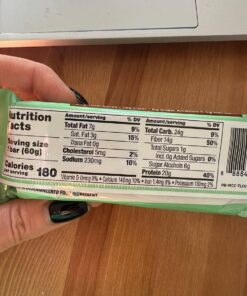 Nutrition
Facts
Serving size
1 bar (60g)
Calories
per serving 180
Amount/serving % DV
Total Fat 7g 9%
Sat. Fat 3g 15%
Trans Fat 0g
Cholesterol 5mg 2%
Sodium 230mg 10%
Amount/serving % DV
Total Carb. 24g 9%
Fiber 14g 50%
Total Sugars 1g
Incl. 0g Added Sugars 0%
Sugar Alcohols 6g
Protein 20g 40%
Vitamin D 0mcg 0% • Calcium 140mg 10% • Iron 1.4mg 8% • Potassium 150mg 2%
INGREDIENT